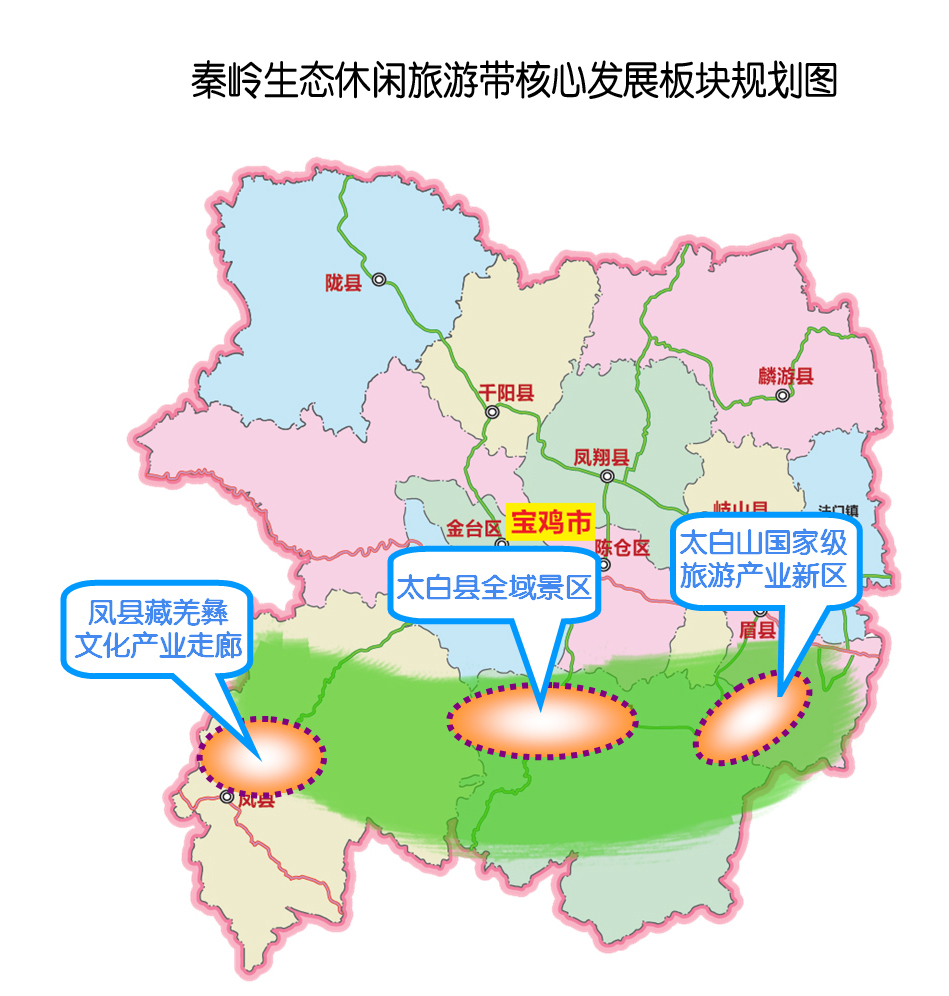 秦岭生态休闲旅游带核心发展板块规划图
陇县
麟游县
千阳县
凤翔县
岐山县
法门镇
金台区
宝鸡市
陈仓区
太白山国家级
旅游产业新区
太白县全域景区
凤县藏羌彝
文化产业走廊
眉县
凤县